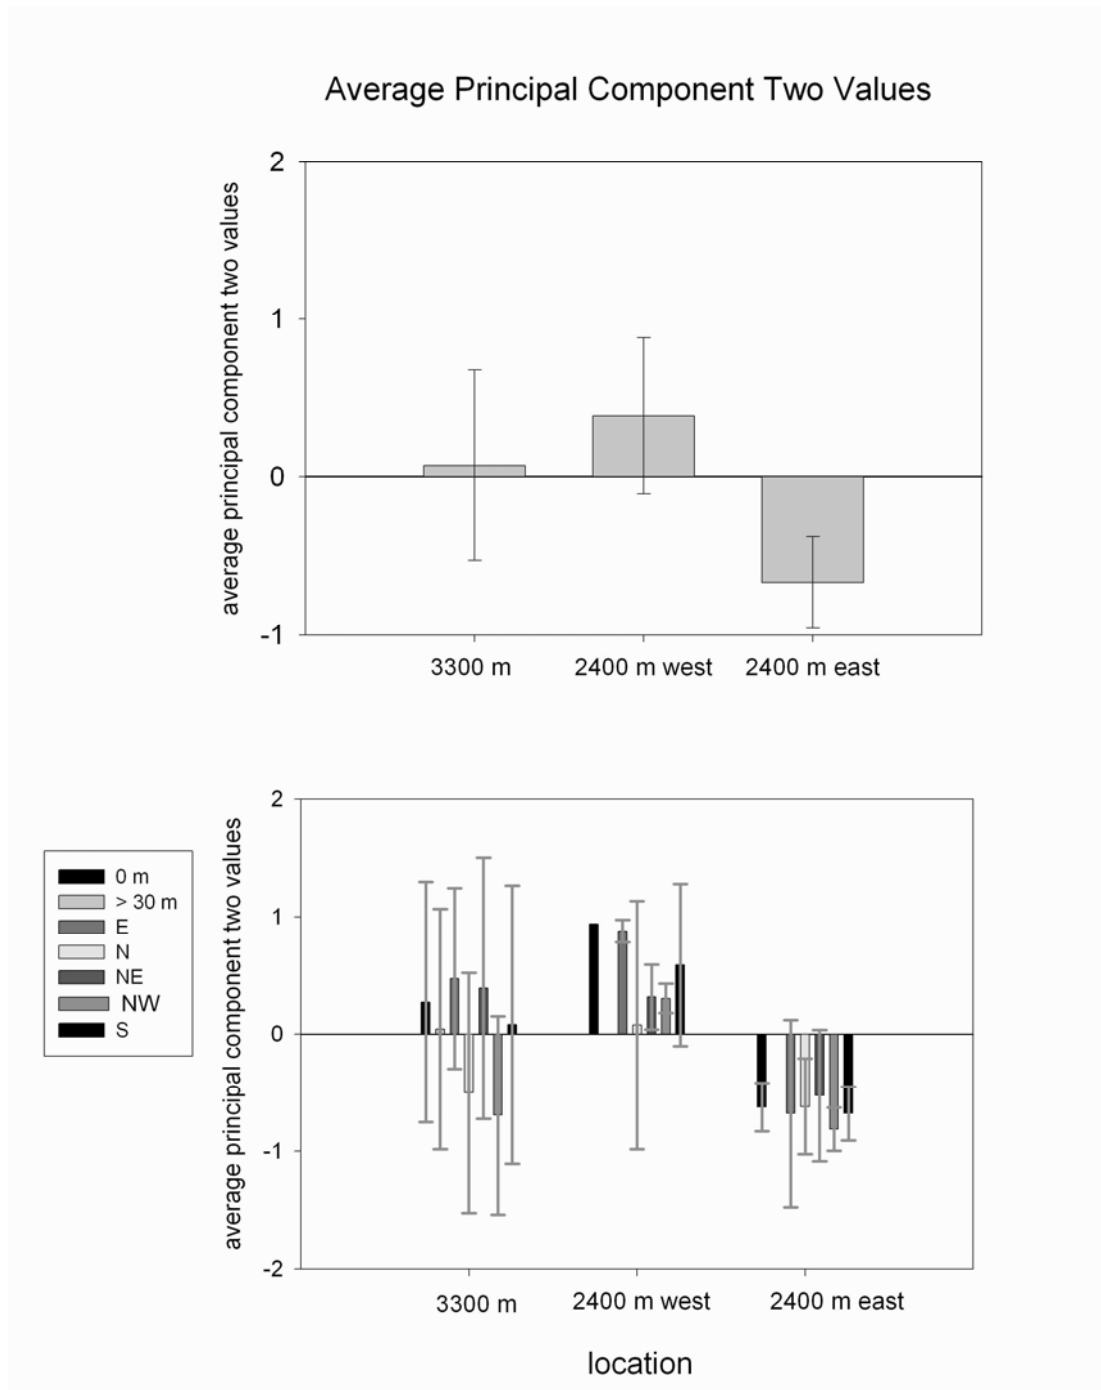 Average Principal Component Two Values
average principal component two values
2
1
0
-1
3300 m
2400 m west
2400 m east
average principal component two values
2
1
0
-1
-2
0 m
> 30 m
E
N
NE
NW
S
3300 m
2400 m west
2400 m east
location